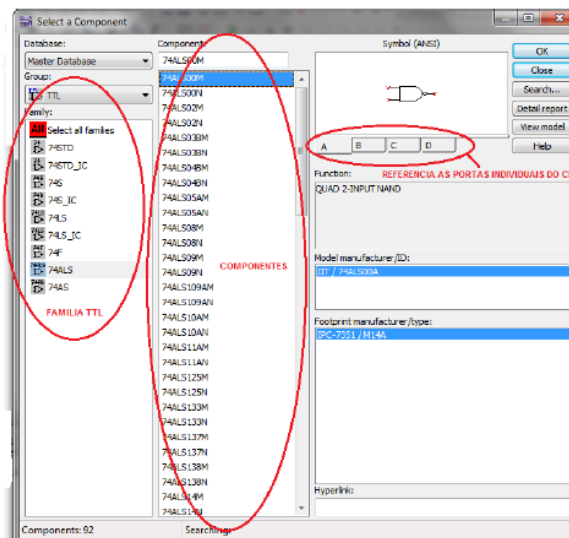 Select a Component
Database:
Master Database
Group:
TTL
Family:
All Select all families
74STD
74STD_IC
74S
74S_IC
74LS
74LS_IC
74F
74ALS
74AS
FAMILIA TTL
Component:
74ALS00M
74ALS00M
74ALS00N
74ALS02M
74ALS02N
74ALS03BM
74ALS03BN
74ALS04BM
74ALS04BN
74ALS05AM
74ALS05AN
74ALS08M
74ALS08N
74ALS09M
74ALS09N
74ALS109AM
74ALS109AN
74ALS10AM
74ALS10AN
74ALS11AM
74ALS11AN
74ALS125M
74ALS125N
74ALS133M
74ALS133N
74ALS137M
74ALS137N
74ALS138M
74ALS138N
74ALS14M
74ALS14N
COMPONENTES
Symbol (ANSI)
A B C D
Function: REFERENCIA AS PORTAS INDIVIDUAIS DO CI
QUAD 2-INPUT NAND
Model manufacturer/ID:
IIT / 74ALS00A
Footprint manufacturer/type:
IPC-7351 / M14A
Hyperlink:
OK
Close
Search...
Detail report
View model
Help
Components: 92
Searching: